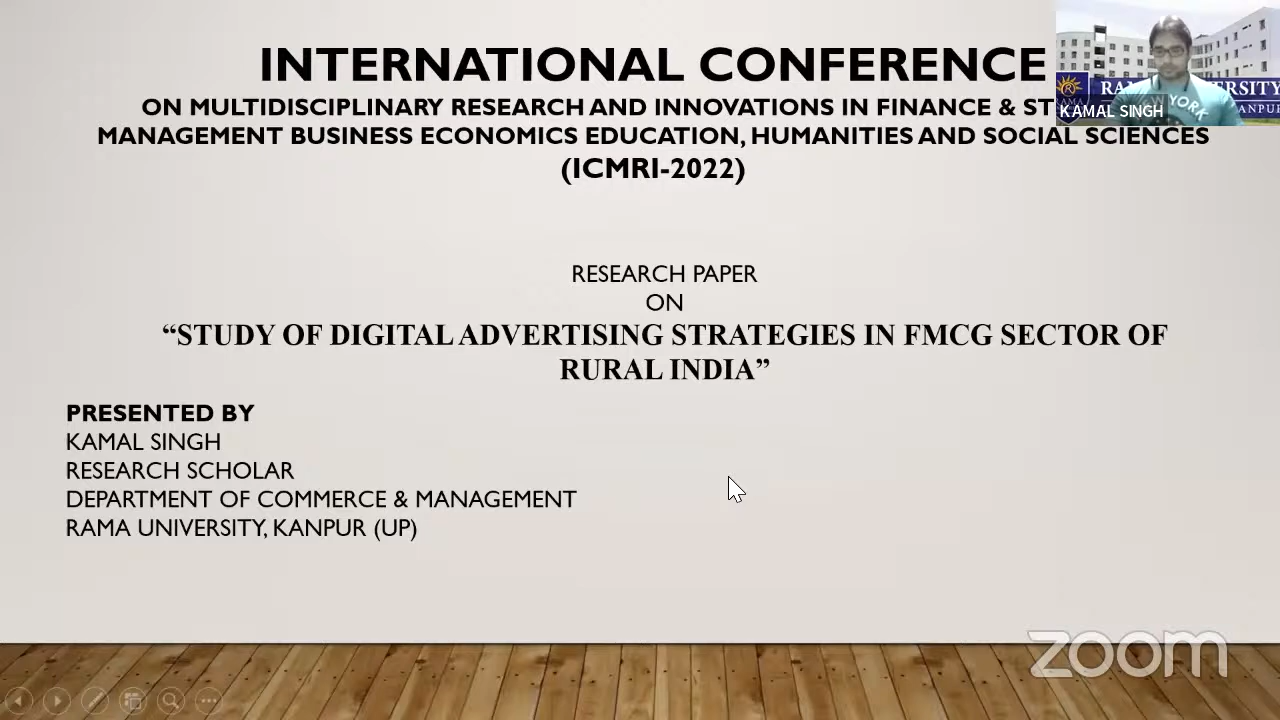 INTERNATIONAL CONFERENCE
ON MULTIDISCIPLINARY RESEARCH AND INNOVATIONS IN FINANCE &
MANAGEMENT BUSINESS ECONOMICS EDUCATION, HUMANITIES AND SOCIAL SCIENCES
(ICMRI-2022)
KAMAL SINGH
YORK
RESEARCH PAPER
ON
“STUDY OF DIGITAL ADVERTISING STRATEGIES IN FMCG SECTOR OF
RURAL INDIA”
PRESENTED BY
KAMAL SINGH
RESEARCH SCHOLAR
DEPARTMENT OF COMMERCE & MANAGEMENT
RAMA UNIVERSITY, KANPUR (UP)
zoom